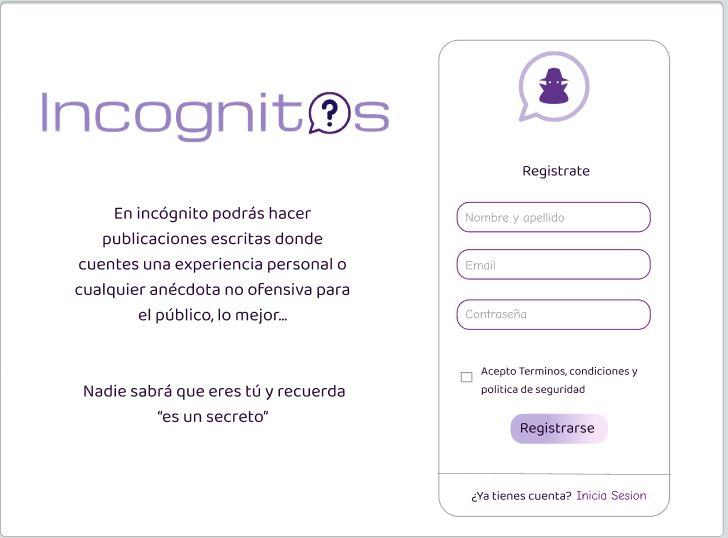 Incognit?s
En incógnito podrás hacer
publicaciones escritas donde
cuentes una experiencia personal o
cualquier anécdota no ofensiva para
el público, lo mejor...
Nadie sabrá que eres tú y recuerda
“es un secreto”
Registrate
Nombre y apellido
Email
Contraseña
Acepto Terminos, condiciones y
politica de seguridad
Registrarse
¿Ya tienes cuenta? Inicia Sesion